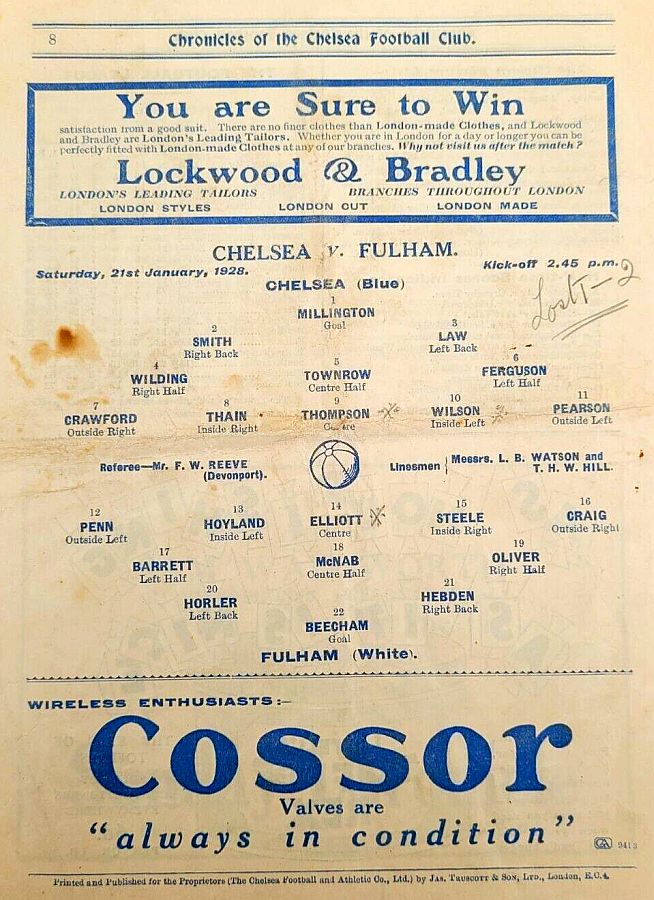 8
Chronicles of the Chelsea Football Club.
You are Sure to Win
satisfaction from a good suit. There are no finer clothes than London-made Clothes, and Lockwood
and Bradley are London's Leading Tailors. Whether you are in London for a day or longer you can be
perfectly fitted with London-made Clothes at any of our branches. Why not visit us after the match?
Lockwood & Bradley
LONDON'S LEADING TAILORS BRANCHES THROUGHOUT LONDON
LONDON STYLES LONDON CUT LONDON MADE
CHELSEA v. FULHAM.
Saturday, 21st January, 1928. Kick-off 2.45 p.m.
CHELSEA (Blue)
Lost 1-2
1
MILLINGTON
Goal
2 3
SMITH LAW
Right Back Left Back
4 5 6
WILDING TOWNROW FERGUSON
Right Half Centre Half Left Half
7 8 9 10 11
CRAWFORD THAIN THOMPSON WILSON PEARSON
Outside Right Inside Right Centre Inside Left Outside Left
Referee—Mr. F. W. REEVE
(Devonport).
Linesmen Messrs. L. B. WATSON and
T. H. W. HILL.
12 13 14 15 16
PENN HOYLAND ELLIOTT STEELE CRAIG
Outside Left Inside Left Centre Inside Right Outside Right
17 18 19
BARRETT McNAB OLIVER
Left Half Centre Half Right Half
20 21
HORLER HEBDEN
Left Back Right Back
22
BEECHAM
Goal
FULHAM (White).
WIRELESS ENTHUSIASTS:—
Cossor
Valves are
"always in condition"
9413
Printed and Published for the Proprietors (The Chelsea Football and Athletic Co., Ltd.) by Jas. Truscott & Son, Ltd., London, E.C.4.